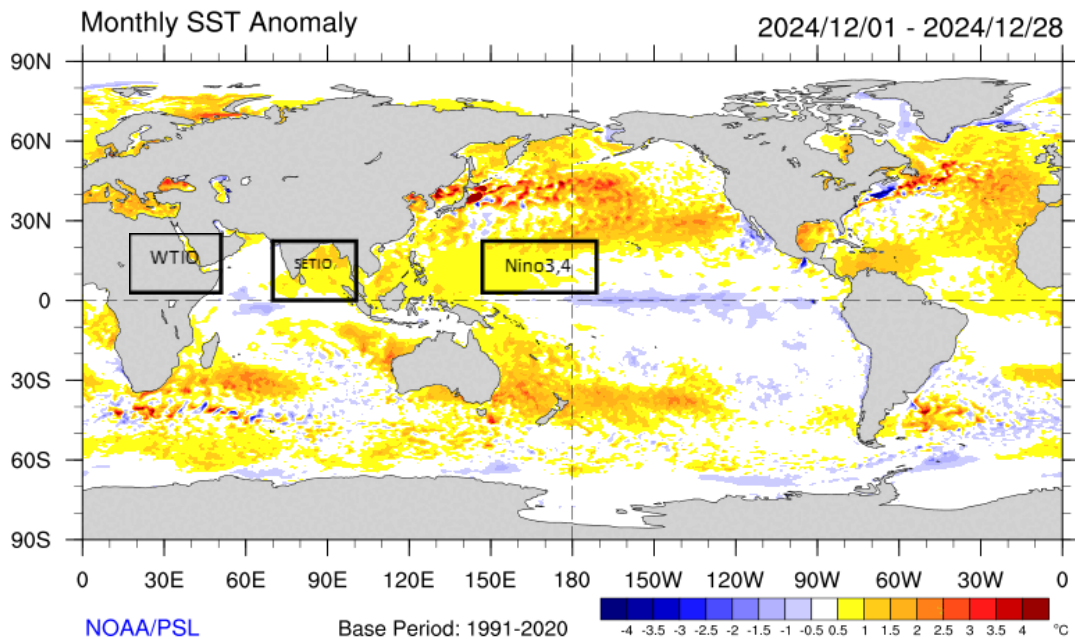 Monthly SST Anomaly 2024/12/01 - 2024/12/28
90N
60N
30N
0
30S
60S
90S
WTIO
SETIO
Nino3,4
0 30E 60E 90E 120E 150E 180 150W 120W 90W 60W 30W 0
NOAA/PSL Base Period: 1991-2020
-4 -3.5 -3 -2.5 -2 -1.5 -1 -0.5 0.5 1 1.5 2 2.5 3 3.5 4 °C